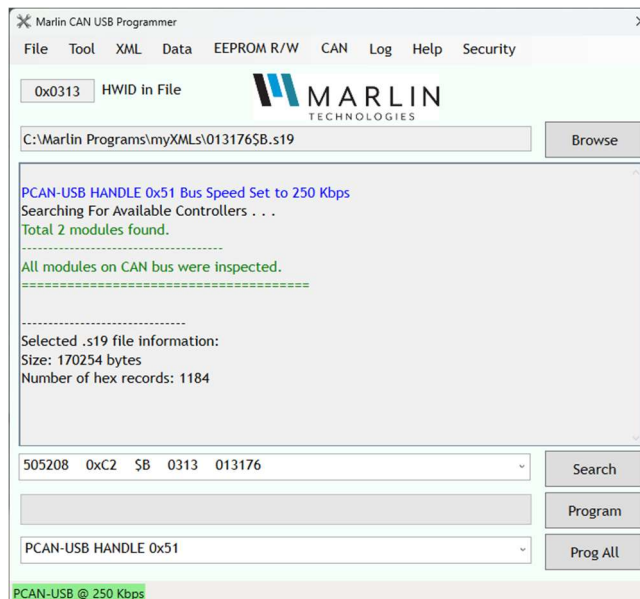 Marlin CAN USB Programmer
File Tool XML Data EEPROM R/W CAN Log Help Security
0x0313 HWID in File
MARLIN
TECHNOLOGIES
C:\Marlin Programs\myXMLs\013176$B.s19 Browse
PCAN-USB HANDLE 0x51 Bus Speed Set to 250 Kbps
Searching For Available Controllers . . .
Total 2 modules found.
-----------------------------------
All modules on CAN bus were inspected.
======================================
----------------------------
Selected .s19 file information:
Size: 170254 bytes
Number of hex records: 1184
505208 0xC2 $B 0313 013176 Search
Program
PCAN-USB HANDLE 0x51 Prog All
PCAN-USB @ 250 Kbps